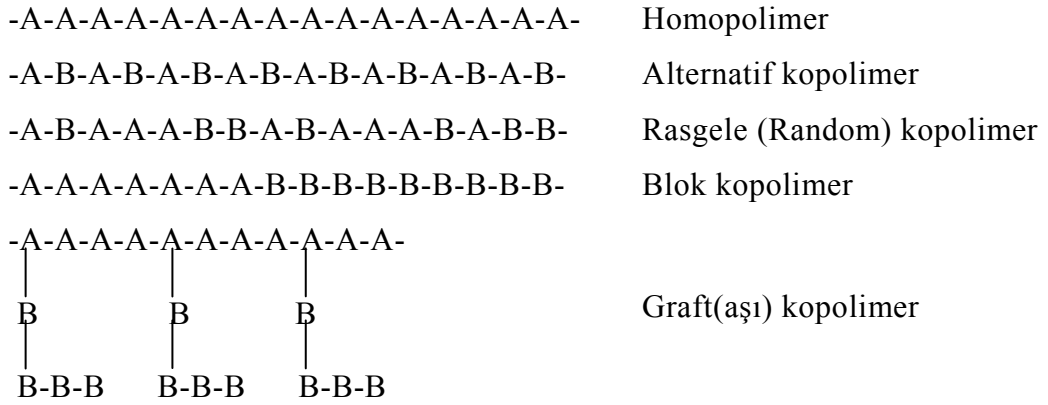 -A-A-A-A-A-A-A-A-A-A-A-A-A-A-A-A-A- Homopolimer
-A-B-A-B-A-B-A-B-A-B-A-B-A-B-A-B- Alternatif kopolimer
-A-B-A-A-A-B-B-A-B-A-A-A-B-A-B-B- Rasgele (Random) kopolimer
-A-A-A-A-A-A-A-B-B-B-B-B-B-B-B-B- Blok kopolimer
-A-A-A-A-A-A-A-A-A-A-A-
B B B Graft(aşı) kopolimer
B-B-B B-B-B B-B-B